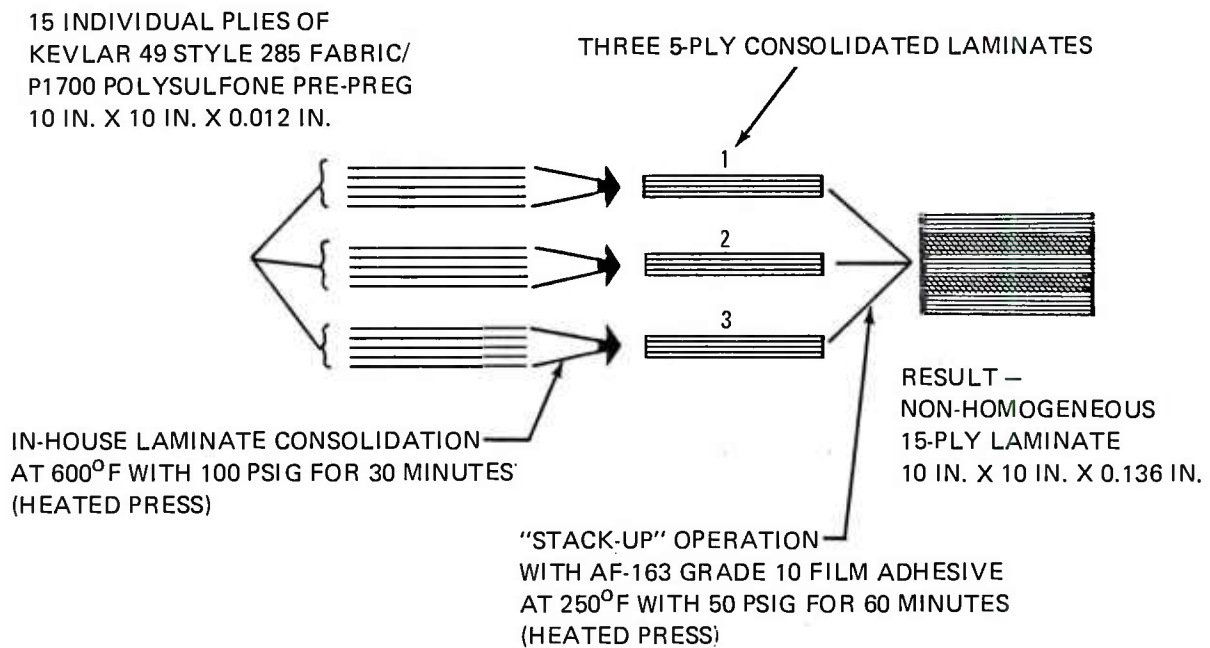 15 INDIVIDUAL PLIES OF
KEVLAR 49 STYLE 285 FABRIC/
P1700 POLYSULFONE PRE-PREG
10 IN. X 10 IN. X 0.012 IN.
THREE 5-PLY CONSOLIDATED LAMINATES
1
2
3
IN-HOUSE LAMINATE CONSOLIDATION
AT 600°F WITH 100 PSIG FOR 30 MINUTES
(HEATED PRESS)
RESULT –
NON-HOMOGENEOUS
15-PLY LAMINATE
10 IN. X 10 IN. X 0.136 IN.
"STACK-UP" OPERATION
WITH AF-163 GRADE 10 FILM ADHESIVE
AT 250°F WITH 50 PSIG FOR 60 MINUTES
(HEATED PRESS)